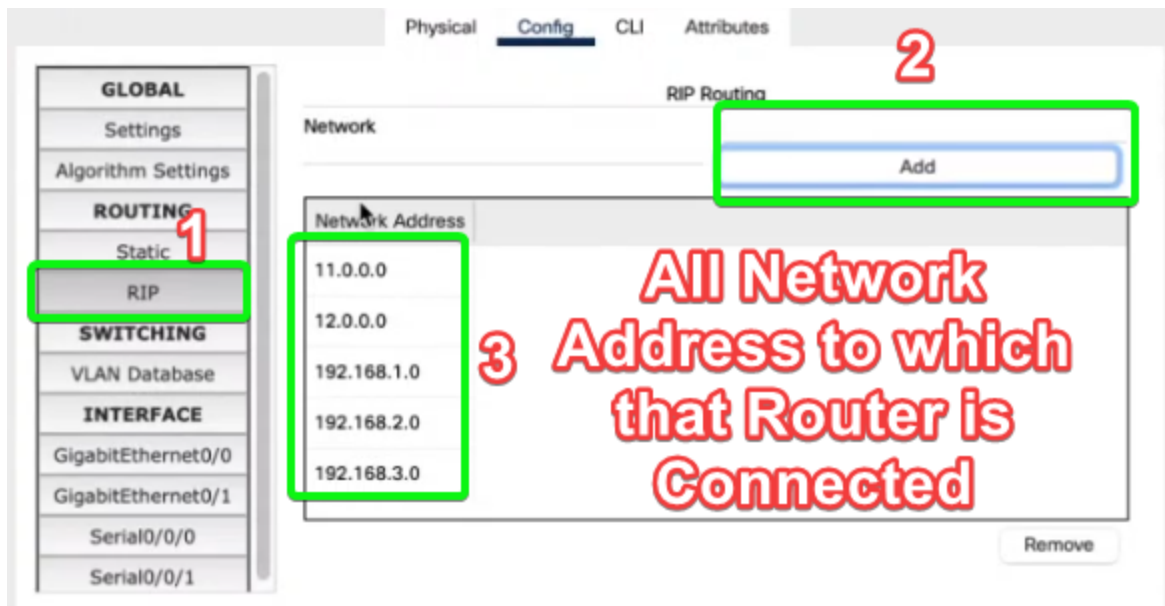 Physical Config CLI Attributes
2
GLOBAL
Settings
Algorithm Settings
ROUTING
1
Static
RIP
SWITCHING
VLAN Database
INTERFACE
GigabitEthernet0/0
GigabitEthernet0/1
Serial0/0/0
Serial0/0/1
RIP Routing
Network
Add
Network Address
11.0.0.0
12.0.0.0
192.168.1.0
192.168.2.0
192.168.3.0
3
All Network
Address to which
that Router is
Connected
Remove